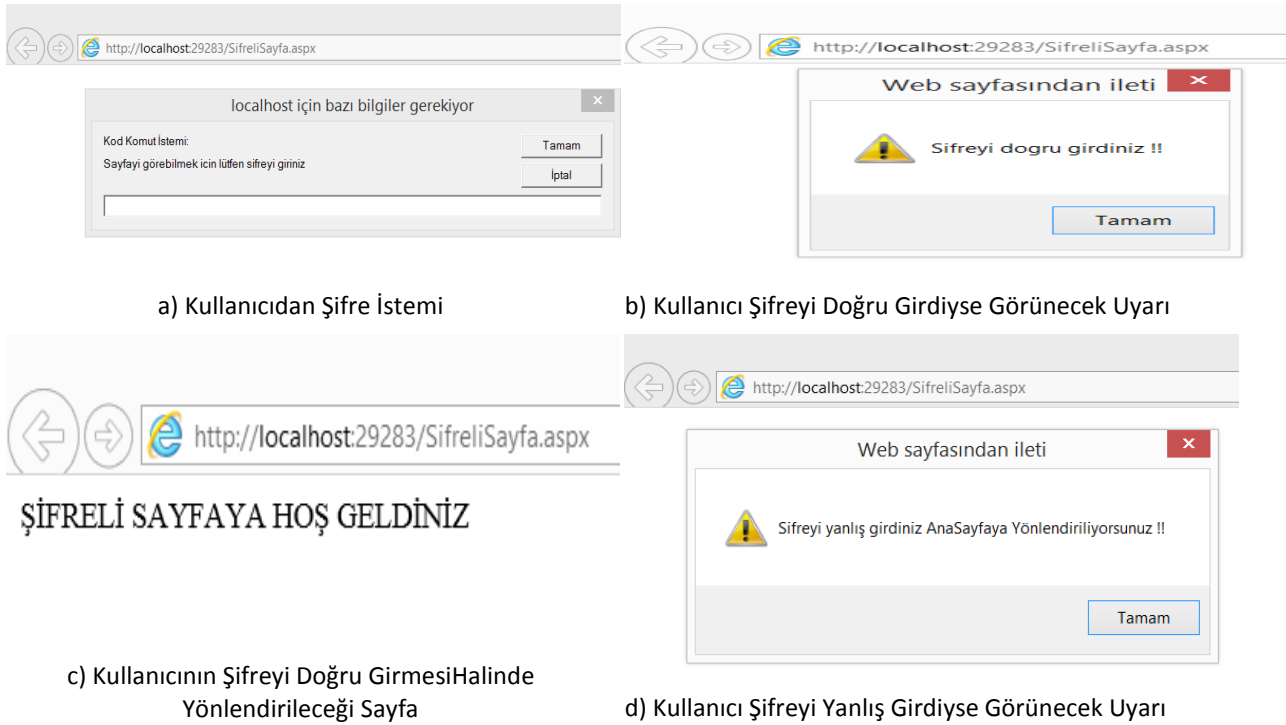 http://localhost:29283/SifreliSayfa.aspx
localhost için bazı bilgiler gerekiyor
Kod Komut İstemi:
Sayfayi görebilmek icin lütfen sifreyi giriniz
Tamam
İptal
http://localhost:29283/SifreliSayfa.aspx
Web sayfasından ileti
Sifreyi dogru girdiniz !!
Tamam
a) Kullanıcıdan Şifre İstemi
b) Kullanıcı Şifreyi Doğru Girdiyse Görünecek Uyarı
http://localhost:29283/SifreliSayfa.aspx
ŞİFRELİ SAYFAYA HOŞ GELDİNİZ
http://localhost:29283/SifreliSayfa.aspx
Web sayfasından ileti
Sifreyi yanlış girdiniz AnaSayfaya Yönlendiriliyorsunuz !!
Tamam
c) Kullanıcının Şifreyi Doğru GirmesiHalinde
Yönlendirileceği Sayfa
d) Kullanıcı Şifreyi Yanlış Girdiyse Görünecek Uyarı